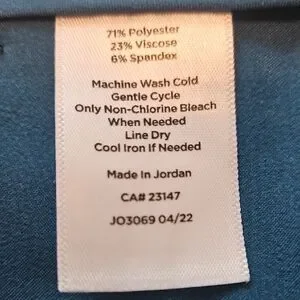 71% Polyester
23% Viscose
6% Spandex
Machine Wash Cold
Gentle Cycle
Only Non-Chlorine Bleach
When Needed
Line Dry
Cool Iron If Needed
Made In Jordan
CA# 23147
JO3069 04/22